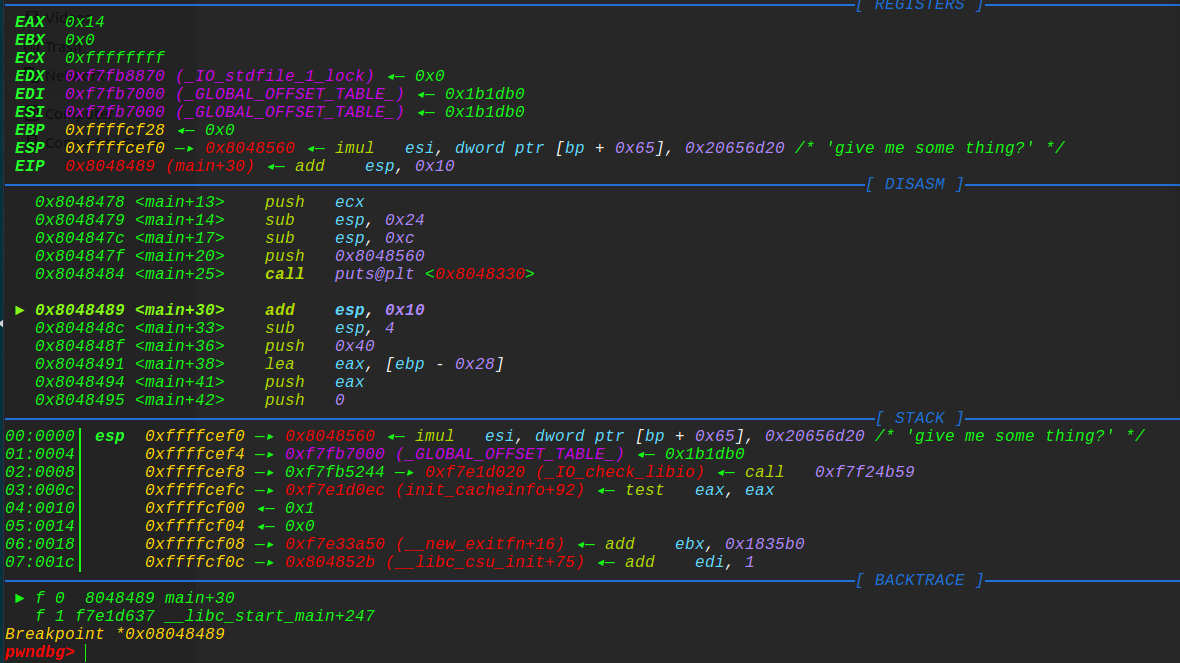 [ REGISTERS ]
EAX  0x14
EBX  0x0
ECX  0xffffffff
EDX  0xf7fb8870 (_IO_stdfile_1_lock) ◂— 0x0
EDI  0xf7fb7000 (_GLOBAL_OFFSET_TABLE_) ◂— 0x1b1db0
ESI  0xf7fb7000 (_GLOBAL_OFFSET_TABLE_) ◂— 0x1b1db0
EBP  0xffffcf28 ◂— 0x0
ESP  0xffffcef0 —▸ 0x8048560 ◂— imul   esi, dword ptr [bp + 0x65], 0x20656d20 /* 'give me some thing?' */
EIP  0x8048489 (main+30) ◂— add    esp, 0x10
[ DISASM ]
0x8048478 <main+13>    push   ecx
0x8048479 <main+14>    sub    esp, 0x24
0x804847c <main+17>    sub    esp, 0xc
0x804847f <main+20>    push   0x8048560
0x8048484 <main+25>    call   puts@plt <0x8048330>
► 0x8048489 <main+30>    add    esp, 0x10
0x804848c <main+33>    sub    esp, 4
0x804848f <main+36>    push   0x40
0x8048491 <main+38>    lea    eax, [ebp - 0x28]
0x8048494 <main+41>    push   eax
0x8048495 <main+42>    push   0
[ STACK ]
00:0000│ esp  0xffffcef0 —▸ 0x8048560 ◂— imul   esi, dword ptr [bp + 0x65], 0x20656d20 /* 'give me some thing?' */
01:0004│      0xffffcef4 —▸ 0xf7fb7000 (_GLOBAL_OFFSET_TABLE_) ◂— 0x1b1db0
02:0008│      0xffffcef8 —▸ 0xf7fb5244 —▸ 0xf7e1d020 (_IO_check_libio) ◂— call   0xf7f24b59
03:000c│      0xffffcefc —▸ 0xf7e1d0ec (init_cacheinfo+92) ◂— test   eax, eax
04:0010│      0xffffcf00 ◂— 0x1
05:0014│      0xffffcf04 ◂— 0x0
06:0018│      0xffffcf08 —▸ 0xf7e33a50 (__new_exitfn+16) ◂— add    ebx, 0x1835b0
07:001c│      0xffffcf0c —▸ 0x804852b (__libc_csu_init+75) ◂— add    edi, 1
[ BACKTRACE ]
► f 0  8048489 main+30
f 1 f7e1d637 __libc_start_main+247
Breakpoint *0x08048489
pwndbg>